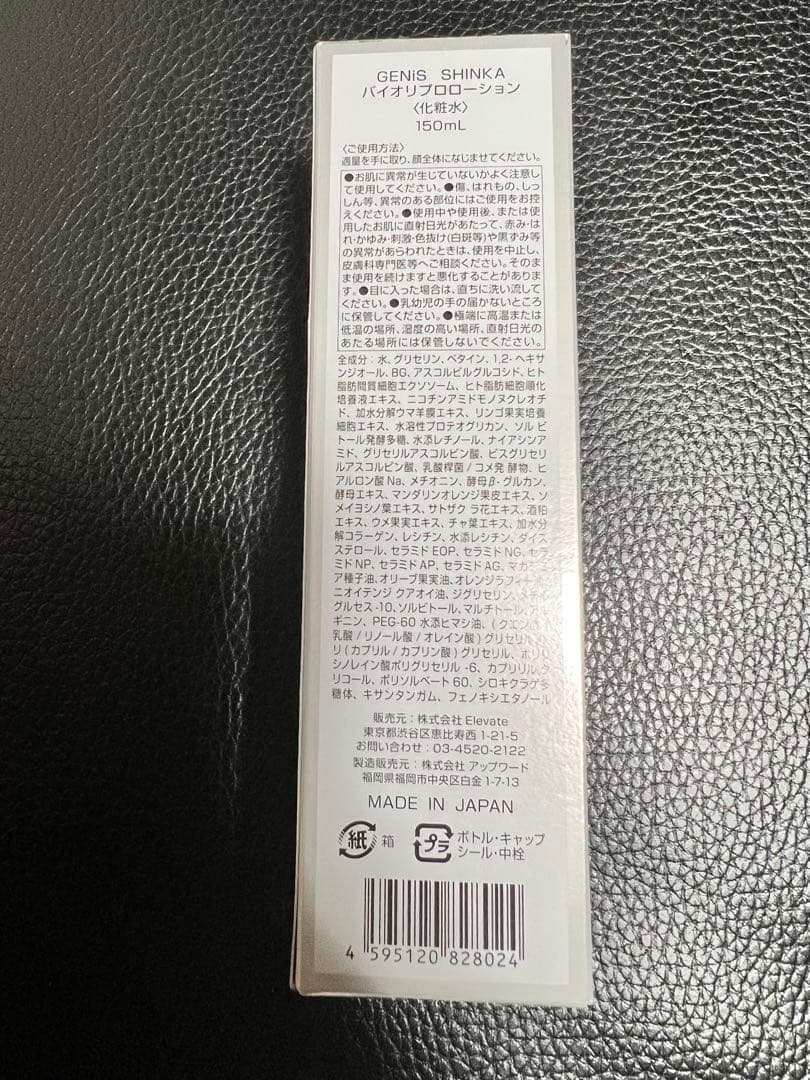 GENiS SHINKA
バイオリプロローション
〈化粧水〉
150mL
〈ご使用方法〉
適量を手に取り、顔全体になじませてください。
●お肌に異常が生じていないかよく注意し
て使用してください。●傷、はれもの、しっ
しん等、異常のある部位にはご使用をお控
えください。●使用中や使用後、または使
用したお肌に直射日光があたって、赤み・は
れ・かゆみ・刺激・色抜け(白斑等)や黒ずみ等
の異常があらわれたときは、使用を中止し、
皮膚科専門医等へご相談ください。そのま
まま使用を続けますと悪化することがありま
す。●目に入った場合は、直ちに洗い流して
ください。●乳幼児の手の届かないところ
に保管してください。●極端に高温または
低温の場所、湿度の高い場所、直射日光の
あたる場所には保管しないでください。
全成分：水、グリセリン、ベタイン、1,2-ヘキサ
ンジオール、BG、アスコルビルグルコシド、ヒト
脂肪間質細胞エクソソーム、ヒト脂肪細胞順化
培養液エキス、ニコチンアミドモノヌクレオチ
ド、加水分解ウマ羊膜エキス、リンゴ果実培養
細胞エキス、水溶性プロテオグリカン、ソルビ
トール発酵多糖、水添レチノール、ナイアシンア
ミド、グリセリルアスコルビン酸、ビスグリセリ
ルアスコルビン酸、乳酸桿菌/コメ発 酵物、ヒ
アルロン酸Na、メチオニン、酵母β-グルカン、
酵母エキス、マンダリンオレンジ果皮エキス、ソ
メイヨシノ葉エキス、サトザク ラ花エキス、酒粕
エキス、ウメ果実エキス、チャ葉エキス、加水分
解コラーゲン、レシチン、水添レシチン、ダイズ
ステロール、セラミドEOP、セラミドNG、セラ
ミドNP、セラミドAP、セラミドAG、マカデミ
ア種子油、オリーブ果実油、オレンジラフィー油、
ニオイテンジ クアオイ油、ジグリセリン、
グルセス-10、ソルビトール、マルチトール、アル
ギニン、PEG-60水添ヒマシ油、(クエン酸/
乳酸/リノール酸/オレイン酸)グリセリル、
リ(カプリル/カプリン酸)グリセリル、ポリリ
シノレイン酸ポリグリセリル-6、カプリリルグ
リコール、ポリソルベート60、シロキクラゲ多
糖体、キサンタンガム、フェノキシエタノール
販売元：株式会社Elevate
東京都渋谷区恵比寿西1-21-5
お問い合わせ：03-4520-2122
製造販売元：株式会社アップワード
福岡県福岡市中央区白金1-7-13
MADE IN JAPAN
紙 箱
プラ ボトル・キャップ
シール・中栓
4 595120 828024